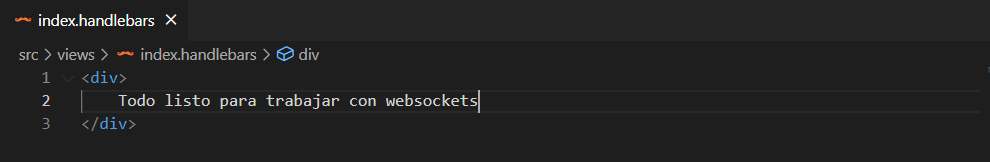 index.handlebars ×
src > views > index.handlebars > div
1 <div>
2 Todo listo para trabajar con websockets
3 </div>